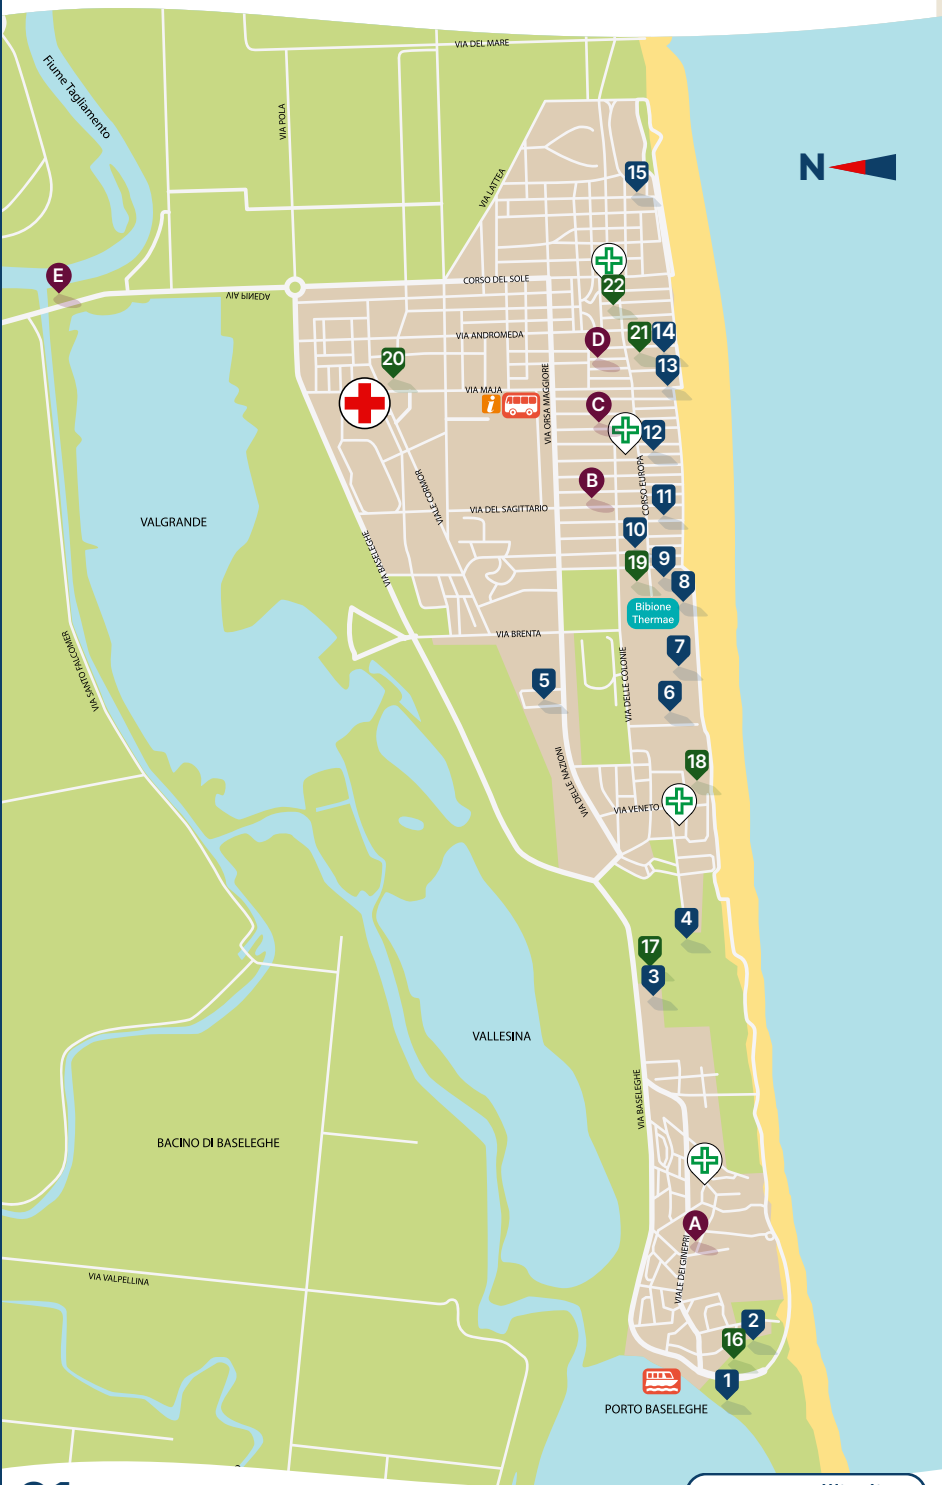 VIA DEL MARE
Fiume Tagliamento
VIA POLA
N
15
VIA LATTEA
E
CORSO DEL SOLE
22
VIA PINEDA
VIA ANDROMEDA
D
21
14
20
13
VIA MAJA
i
VIA ORSA MAGGIORE
C
12
B
CORSO EUROPA
11
VIALE CORMOR
VIA DEL SAGITTARIO
VALGRANDE
10
VIA BASELEGHE
19
9
8
Bibione
Thermae
VIA BRENTA
7
VIA SANTO FALCOMER
5
VIA DELLE COLONIE
6
VIA DELLE NAZIONI
18
VIA VENETO
4
17
3
VALLESINA
VIA BASELEGHE
BACINO DI BASELEGHE
A
VIALE DEI GINEPRI
VIA VALPELLINA
2
16
1
PORTO BASELEGHE